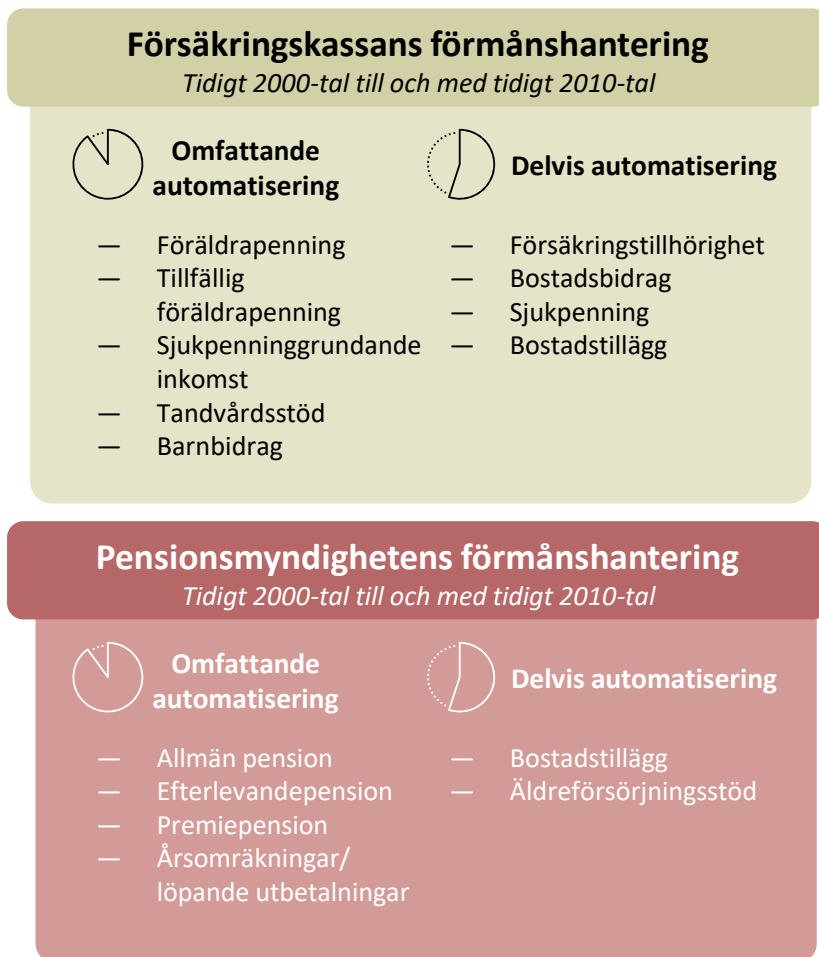 Försäkringskassans förmånshantering
Tidigt 2000-tal till och med tidigt 2010-tal
Omfattande
automatisering
— Föräldrapenning
— Tillfällig
föräldrapenning
— Sjukpenninggrundande
inkomst
— Tandvårdsstöd
— Barnbidrag
Delvis automatisering
— Försäkringstillhörighet
— Bostadsbidrag
— Sjukpenning
— Bostadstillägg
Pensionsmyndighetens förmånshantering
Tidigt 2000-tal till och med tidigt 2010-tal
Omfattande
automatisering
— Allmän pension
— Efterlevandepension
— Premiepension
— Årsomräkningar/
löpande utbetalningar
Delvis automatisering
— Bostadstillägg
— Äldreförsörjningsstöd